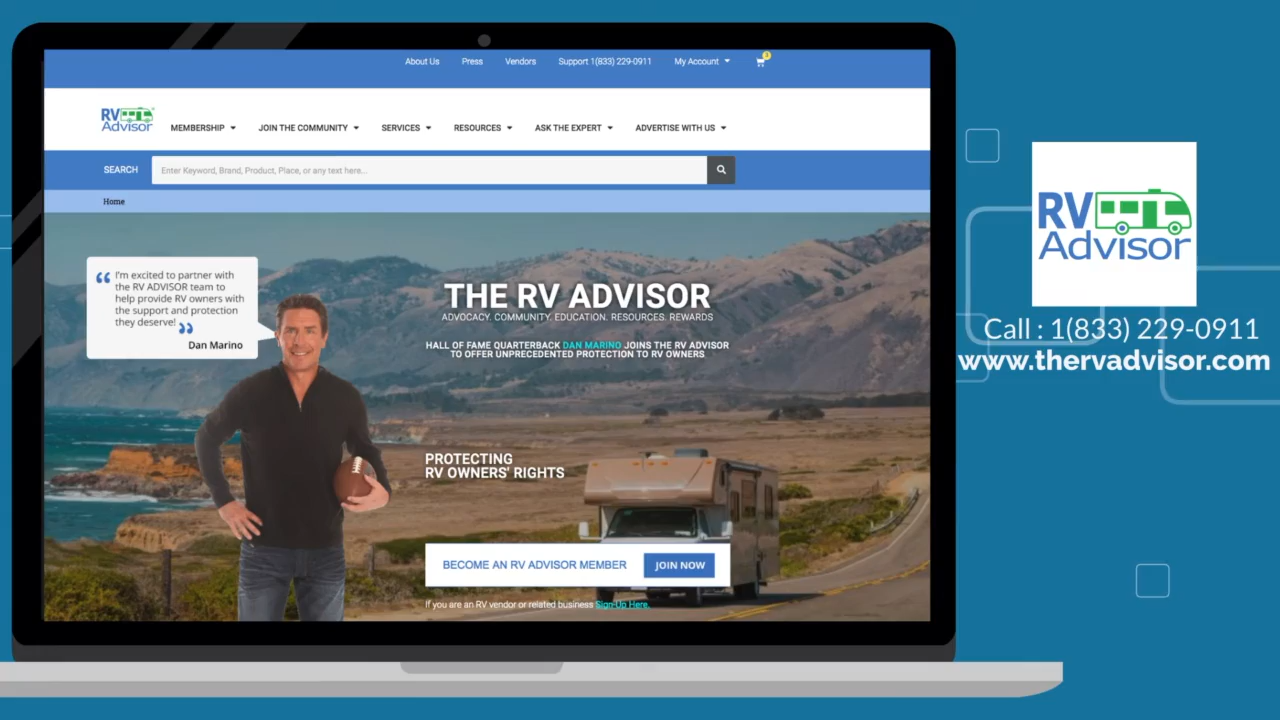 About Us Press Vendors Support 1(833) 229-0911 My Account 3
RV
Advisor
MEMBERSHIP JOIN THE COMMUNITY SERVICES RESOURCES ASK THE EXPERT ADVERTISE WITH US
SEARCH Enter Keyword, Brand, Product, Place, or any text here...
Home
“ I'm excited to partner with
the RV ADVISOR team to
help provide RV owners with
the support and protection
they deserve! ”
Dan Marino
THE RV ADVISOR
ADVOCACY. COMMUNITY. EDUCATION. RESOURCES. REWARDS
HALL OF FAME QUARTERBACK DAN MARINO JOINS THE RV ADVISOR
TO OFFER UNPRECEDENTED PROTECTION TO RV OWNERS
PROTECTING
RV OWNERS' RIGHTS
BECOME AN RV ADVISOR MEMBER JOIN NOW
If you are an RV vendor or related business Sign-Up Here.
RV
Advisor
Call : 1(833) 229-0911
www.thervadvisor.com